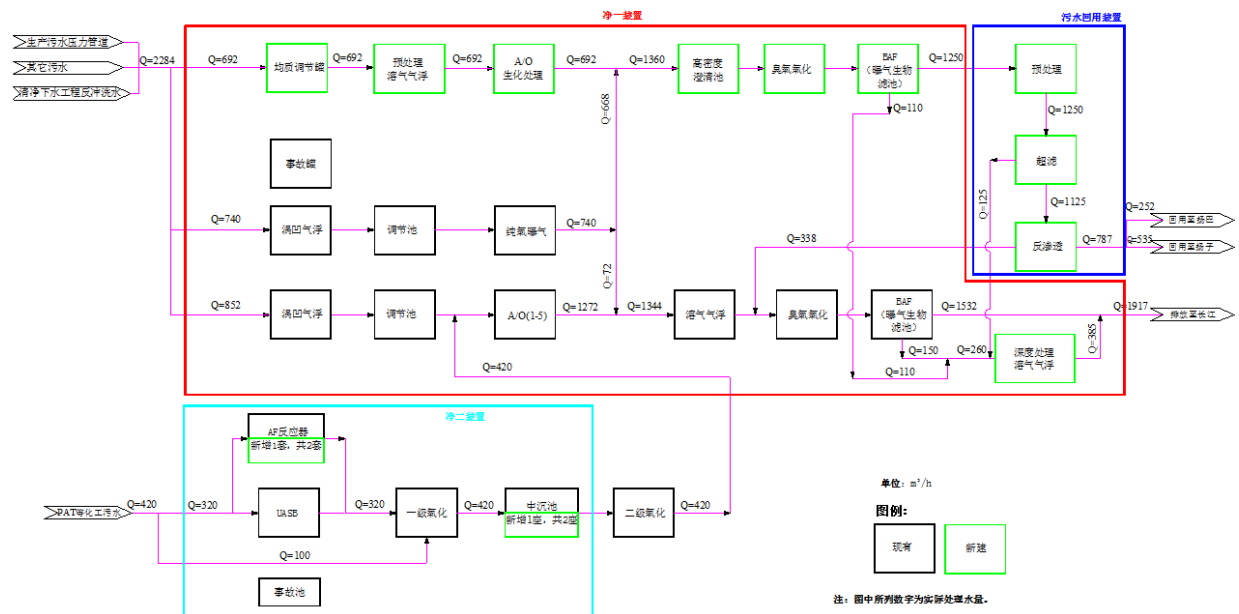 净一装置
污水回用装置
生产污水压力管道
其它污水
清净下水工程反冲洗水
Q=2284
Q=692
均质调节罐
Q=692
预处理
溶气气浮
Q=692
A/O
生化处理
Q=692
Q=1360
高密度
澄清池
臭氧氧化
BAF
(曝气生物
滤池)
Q=1250
预处理
Q=110
Q=668
Q=1250
事故罐
超滤
Q=125
Q=1125
Q=740
涡凹气浮
调节池
纯氧曝气
Q=740
Q=338
反渗透
Q=787
Q=252
回用至扬巴
Q=535
回用至扬子
Q=72
Q=852
涡凹气浮
调节池
A/O(1-5)
Q=1272
Q=1344
溶气气浮
臭氧氧化
BAF
(曝气生物
滤池)
Q=1532
Q=1917
排放至长江
Q=385
Q=150
Q=260
深度处理
溶气气浮
Q=110
Q=420
净二装置
AF反应器
新增1套，共2套
PAT等化工污水
Q=420
Q=320
UASB
Q=320
一级氧化
Q=420
中沉池
新增1座，共2座
二级氧化
Q=420
Q=100
事故池
单位：m³/h
图例：
现有
新建
注：图中所列数字为实际处理水量。